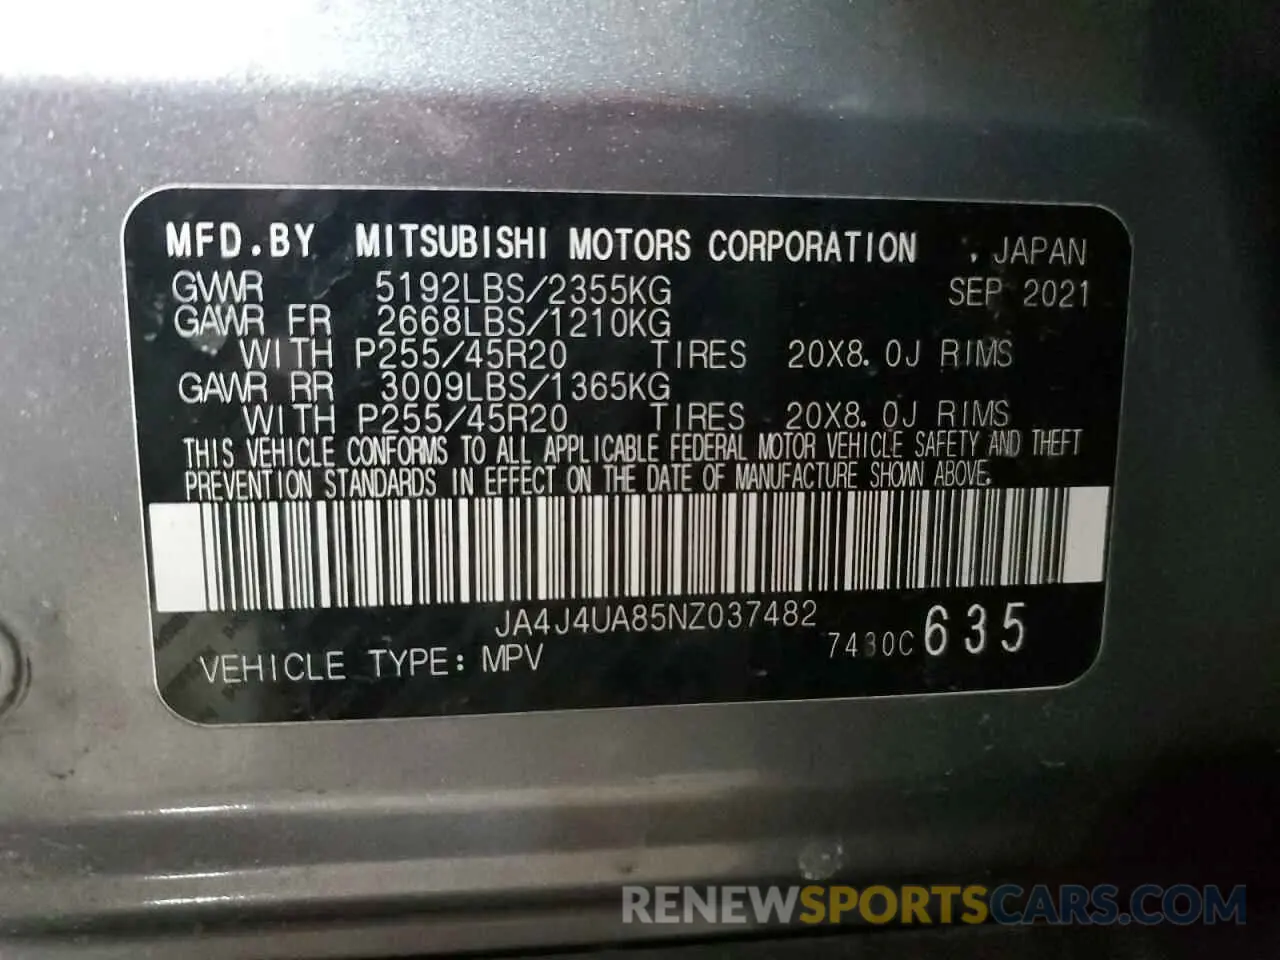 MFD.BY MITSUBISHI MOTORS CORPORATION , JAPAN
GVWR 5192LBS/2355KG SEP 2021
GAWR FR 2668LBS/1210KG
WITH P255/45R20 TIRES 20X8.0J RIMS
GAWR RR 3009LBS/1365KG
WITH P255/45R20 TIRES 20X8.0J RIMS
THIS VEHICLE CONFORMS TO ALL APPLICABLE FEDERAL MOTOR VEHICLE SAFETY AND THEFT
PREVENTION STANDARDS IN EFFECT ON THE DATE OF MANUFACTURE SHOWN ABOVE.
JA4J4UA85NZ037482
VEHICLE TYPE: MPV 7430C 635
RENEWSPORTSCARS.COM